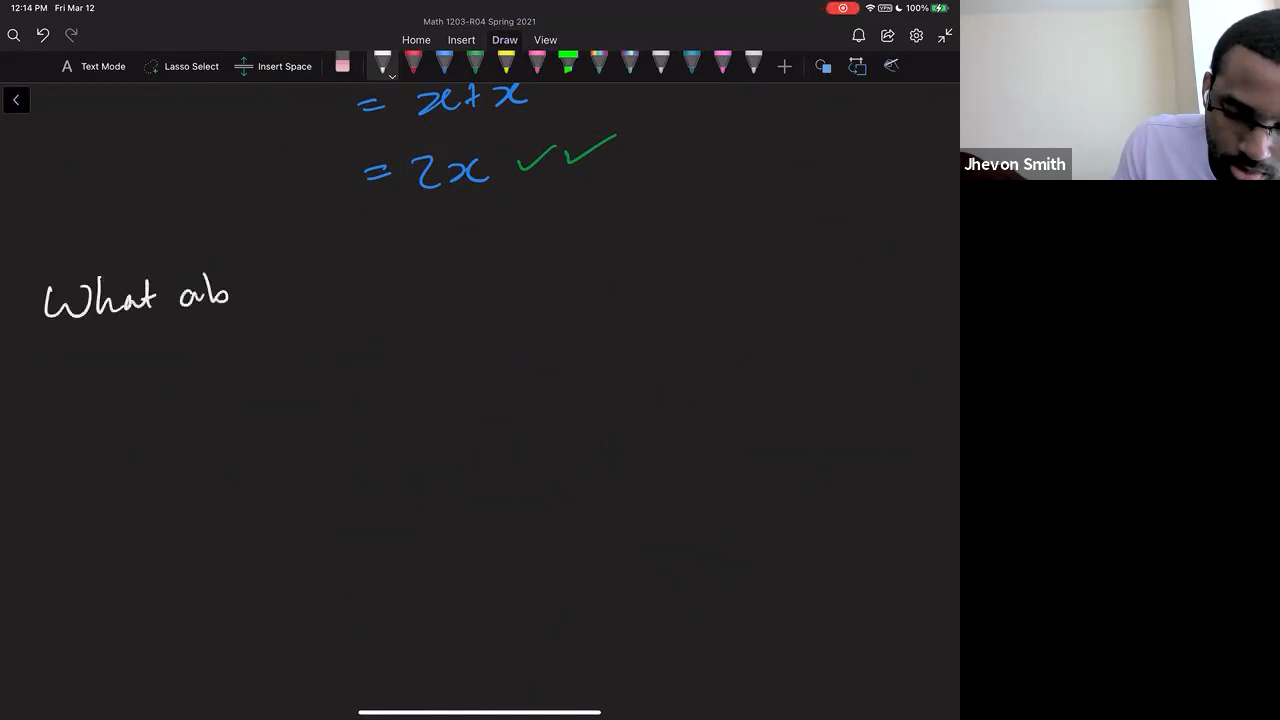 12:14 PM Fri Mar 12
VPN 100%
Math 1203-R04 Spring 2021
Home Insert Draw View
A Text Mode Lasso Select Insert Space
= x + x
= 2x ✓✓
Jhevon Smith
What ab